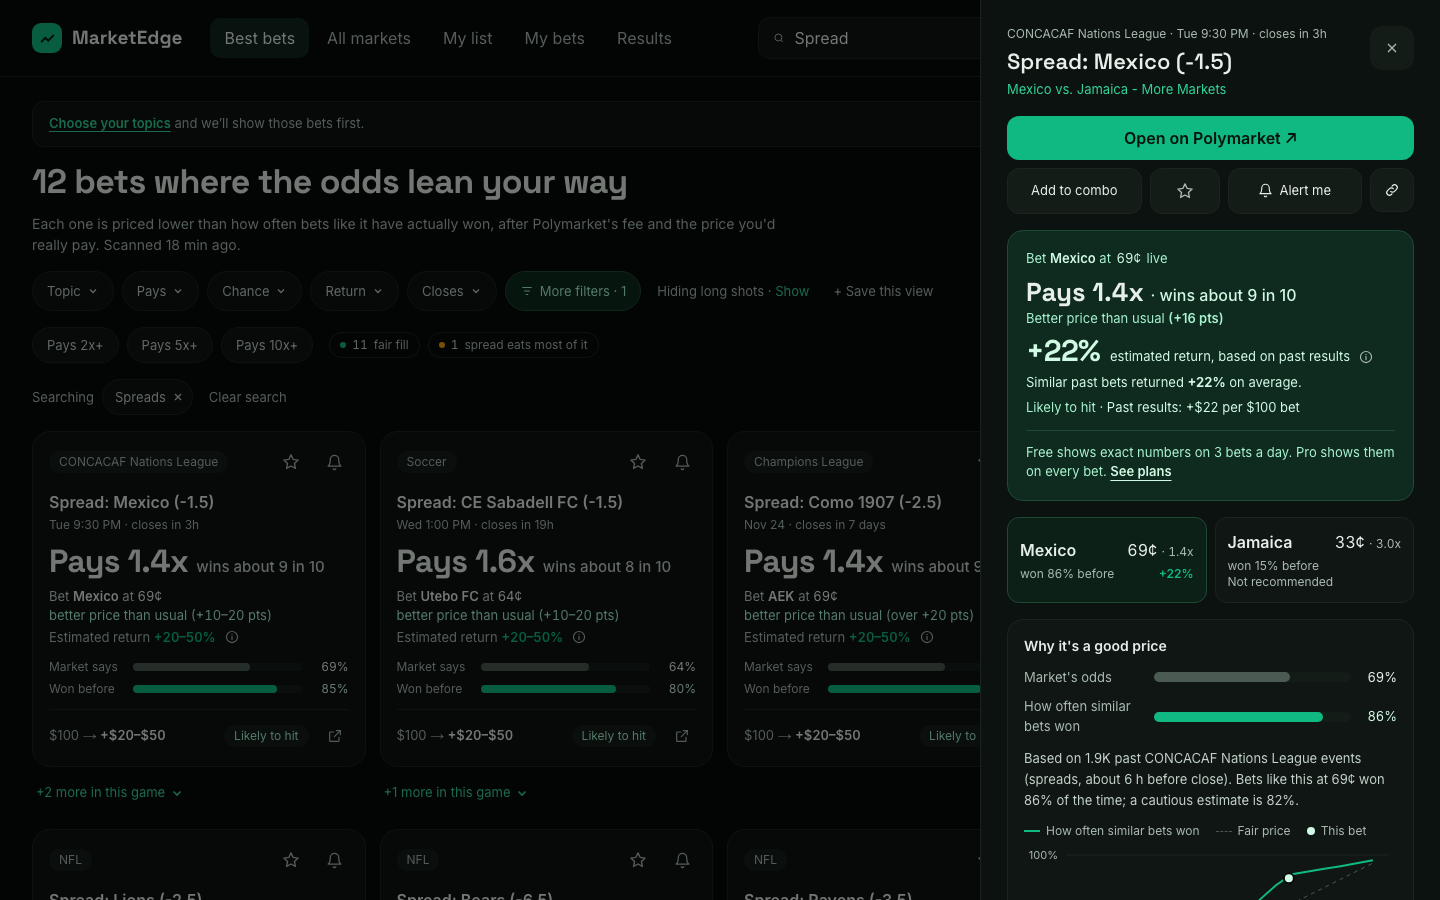 MarketEdge
Best bets
All markets
My list
My bets
Results
Spread
Choose your topics and we'll show those bets first.
12 bets where the odds lean your way
Each one is priced lower than how often bets like it have actually won, after Polymarket's fee and the price you'd
really pay. Scanned 18 min ago.
Topic
Pays
Chance
Return
Closes
More filters · 1
Hiding long shots · Show
+ Save this view
Pays 2x+
Pays 5x+
Pays 10x+
11 fair fill
1 spread eats most of it
Searching
Spreads ×
Clear search
CONCACAF Nations League
Spread: Mexico (-1.5)
Tue 9:30 PM · closes in 3h
Pays 1.4x wins about 9 in 10
Bet Mexico at 69¢
better price than usual (+10–20 pts)
Estimated return +20–50%
Market says 69%
Won before 85%
$100 → +$20–$50
Likely to hit
+2 more in this game
Soccer
Spread: CE Sabadell FC (-1.5)
Wed 1:00 PM · closes in 19h
Pays 1.6x wins about 8 in 10
Bet Utebo FC at 64¢
better price than usual (+10–20 pts)
Estimated return +20–50%
Market says 64%
Won before 80%
$100 → +$20–$50
Likely to hit
+1 more in this game
Champions League
Spread: Como 1907 (-2.5)
Nov 24 · closes in 7 days
Pays 1.4x wins about 9
Bet AEK at 69¢
better price than usual (over +20 pts)
Estimated return +20–50%
Market says
Won before
$100 → +$20–$50
Likely to
NFL
Spread: Lions (-2.5)
NFL
Spread: Bears (-6.5)
NFL
Spread: Ravens (-3.5)
CONCACAF Nations League · Tue 9:30 PM · closes in 3h
Spread: Mexico (-1.5)
Mexico vs. Jamaica - More Markets
×
Open on Polymarket ↗
Add to combo
Alert me
Bet Mexico at 69¢ live
Pays 1.4x · wins about 9 in 10
Better price than usual (+16 pts)
+22% estimated return, based on past results
Similar past bets returned +22% on average.
Likely to hit · Past results: +$22 per $100 bet
Free shows exact numbers on 3 bets a day. Pro shows them
on every bet. See plans
Mexico 69¢ · 1.4x
won 86% before +22%
Jamaica 33¢ · 3.0x
won 15% before
Not recommended
Why it's a good price
Market's odds 69%
How often similar
bets won 86%
Based on 1.9K past CONCACAF Nations League events
(spreads, about 6 h before close). Bets like this at 69¢ won
86% of the time; a cautious estimate is 82%.
How often similar bets won
Fair price
This bet
100%